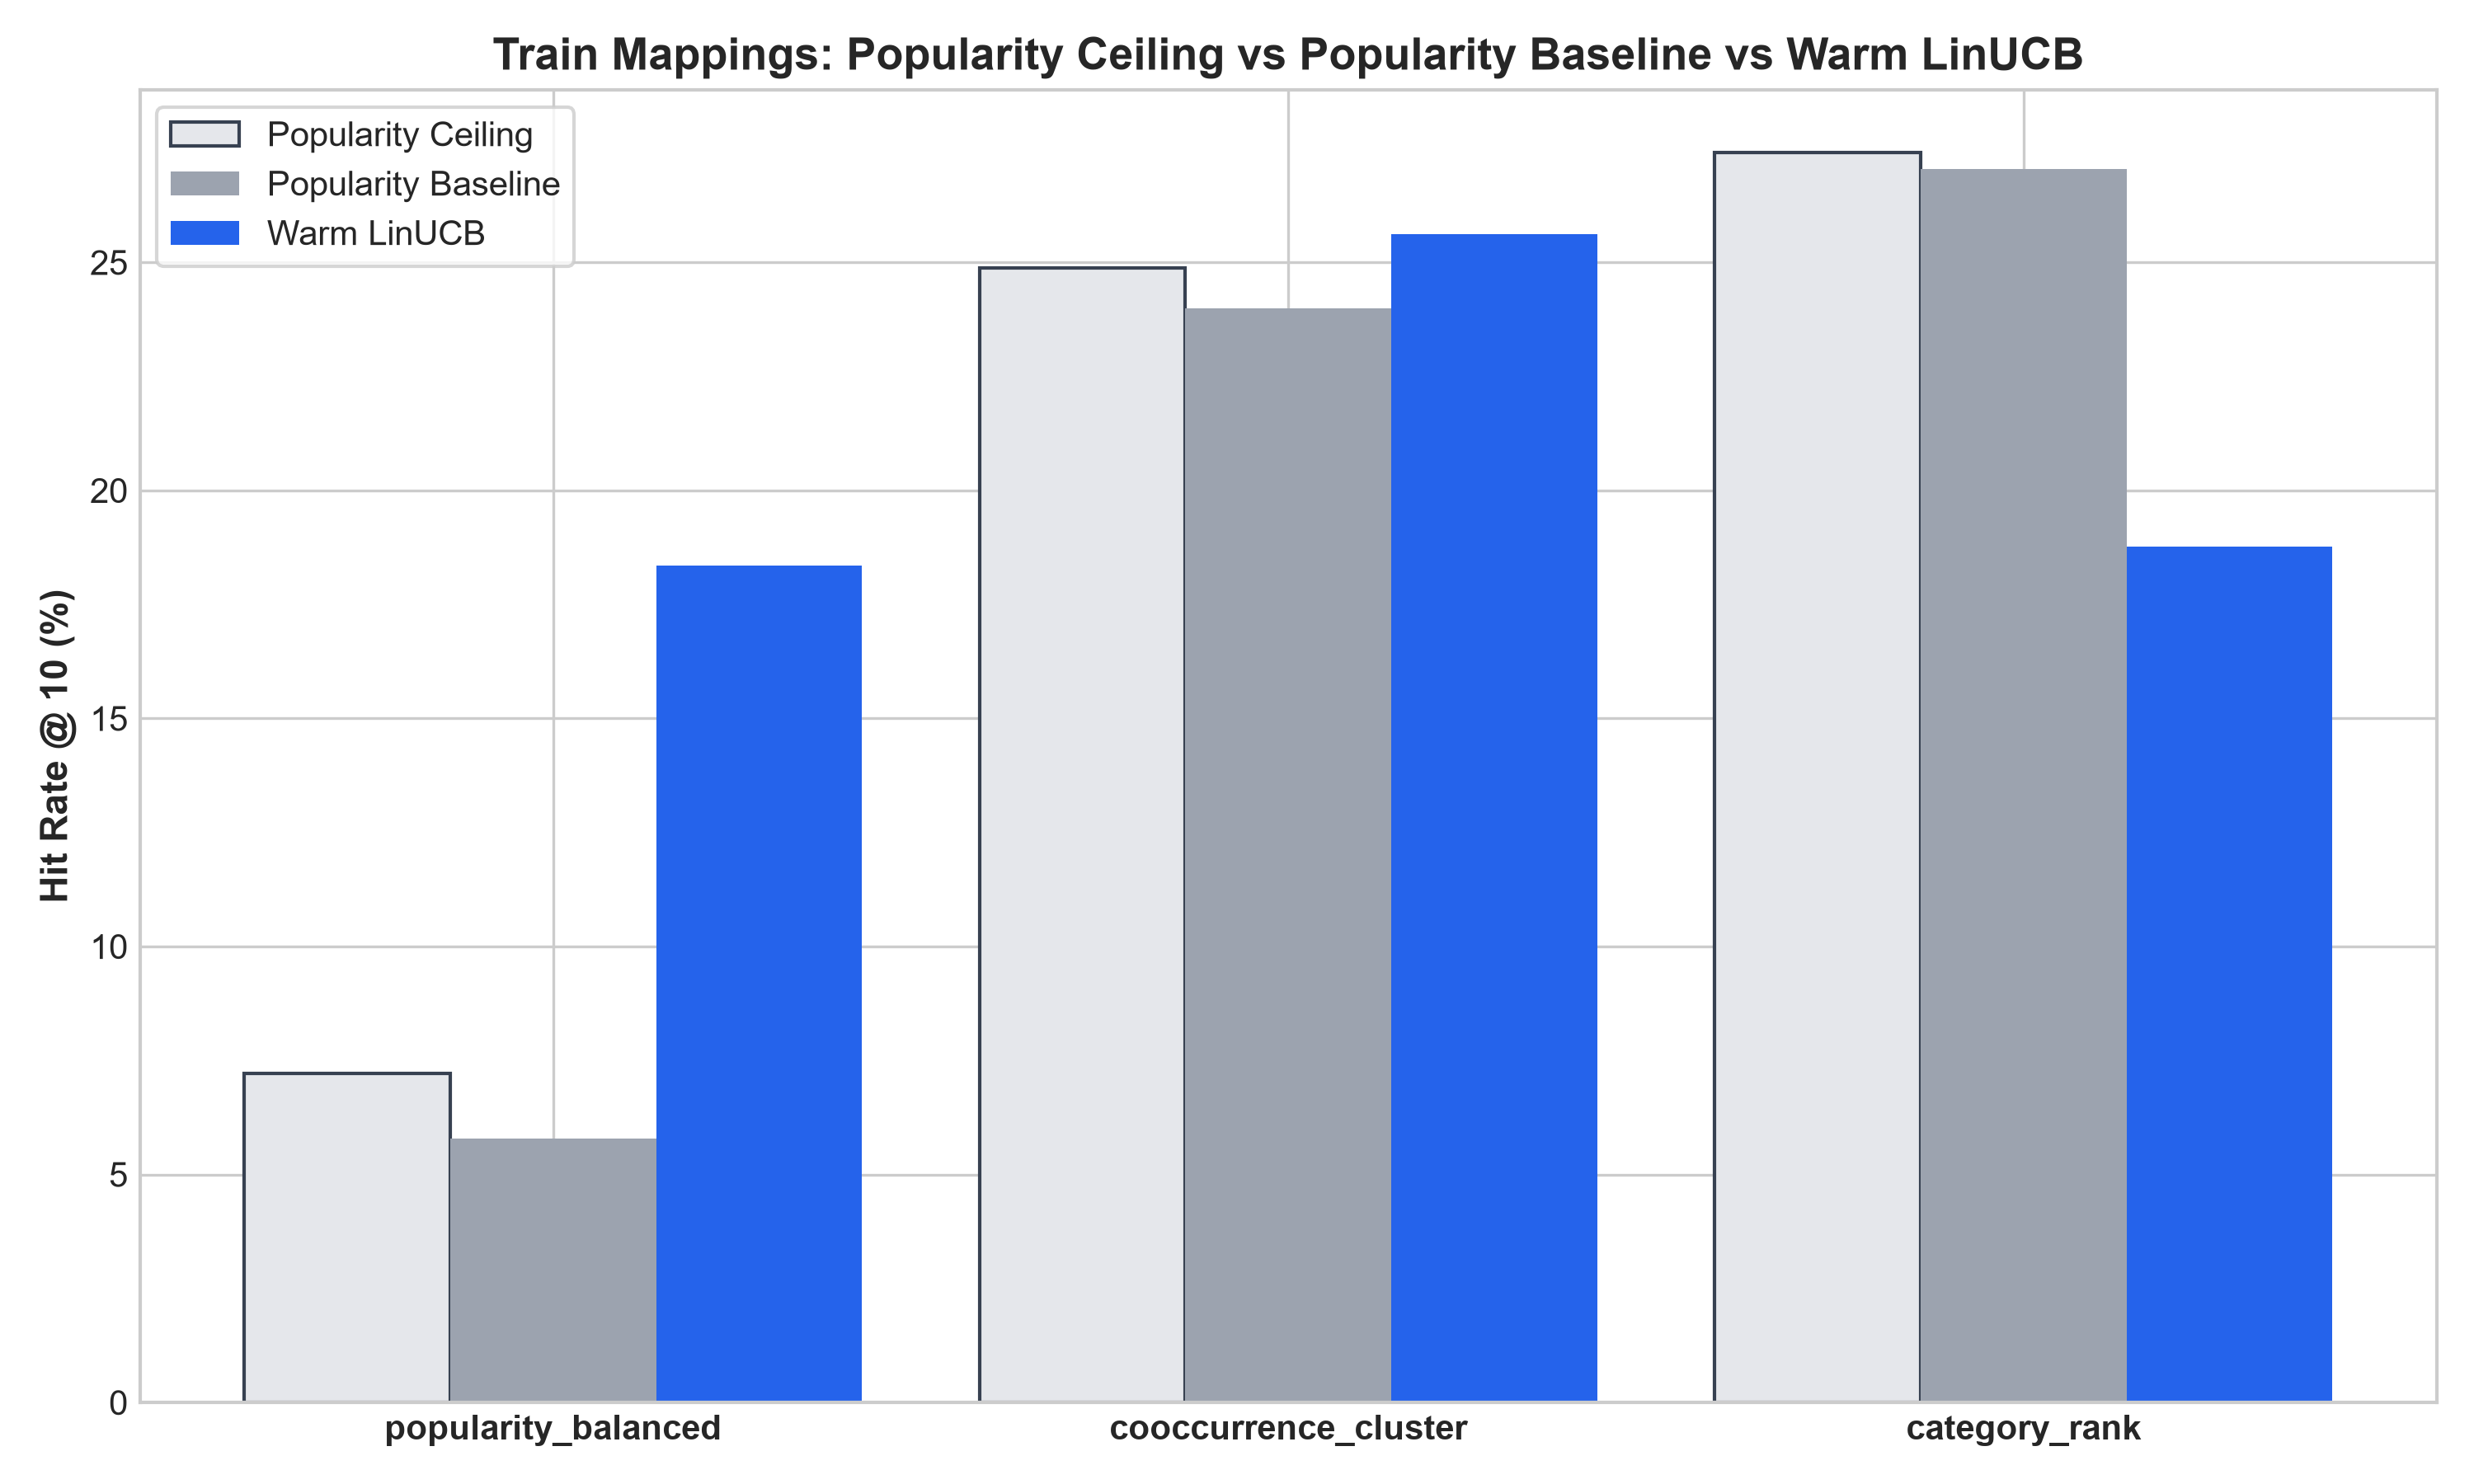 Train Mappings: Popularity Ceiling vs Popularity Baseline vs Warm LinUCB
Popularity Ceiling
Popularity Baseline
Warm LinUCB
Hit Rate @ 10 (%)
25
20
15
10
5
0
popularity_balanced
cooccurrence_cluster
category_rank